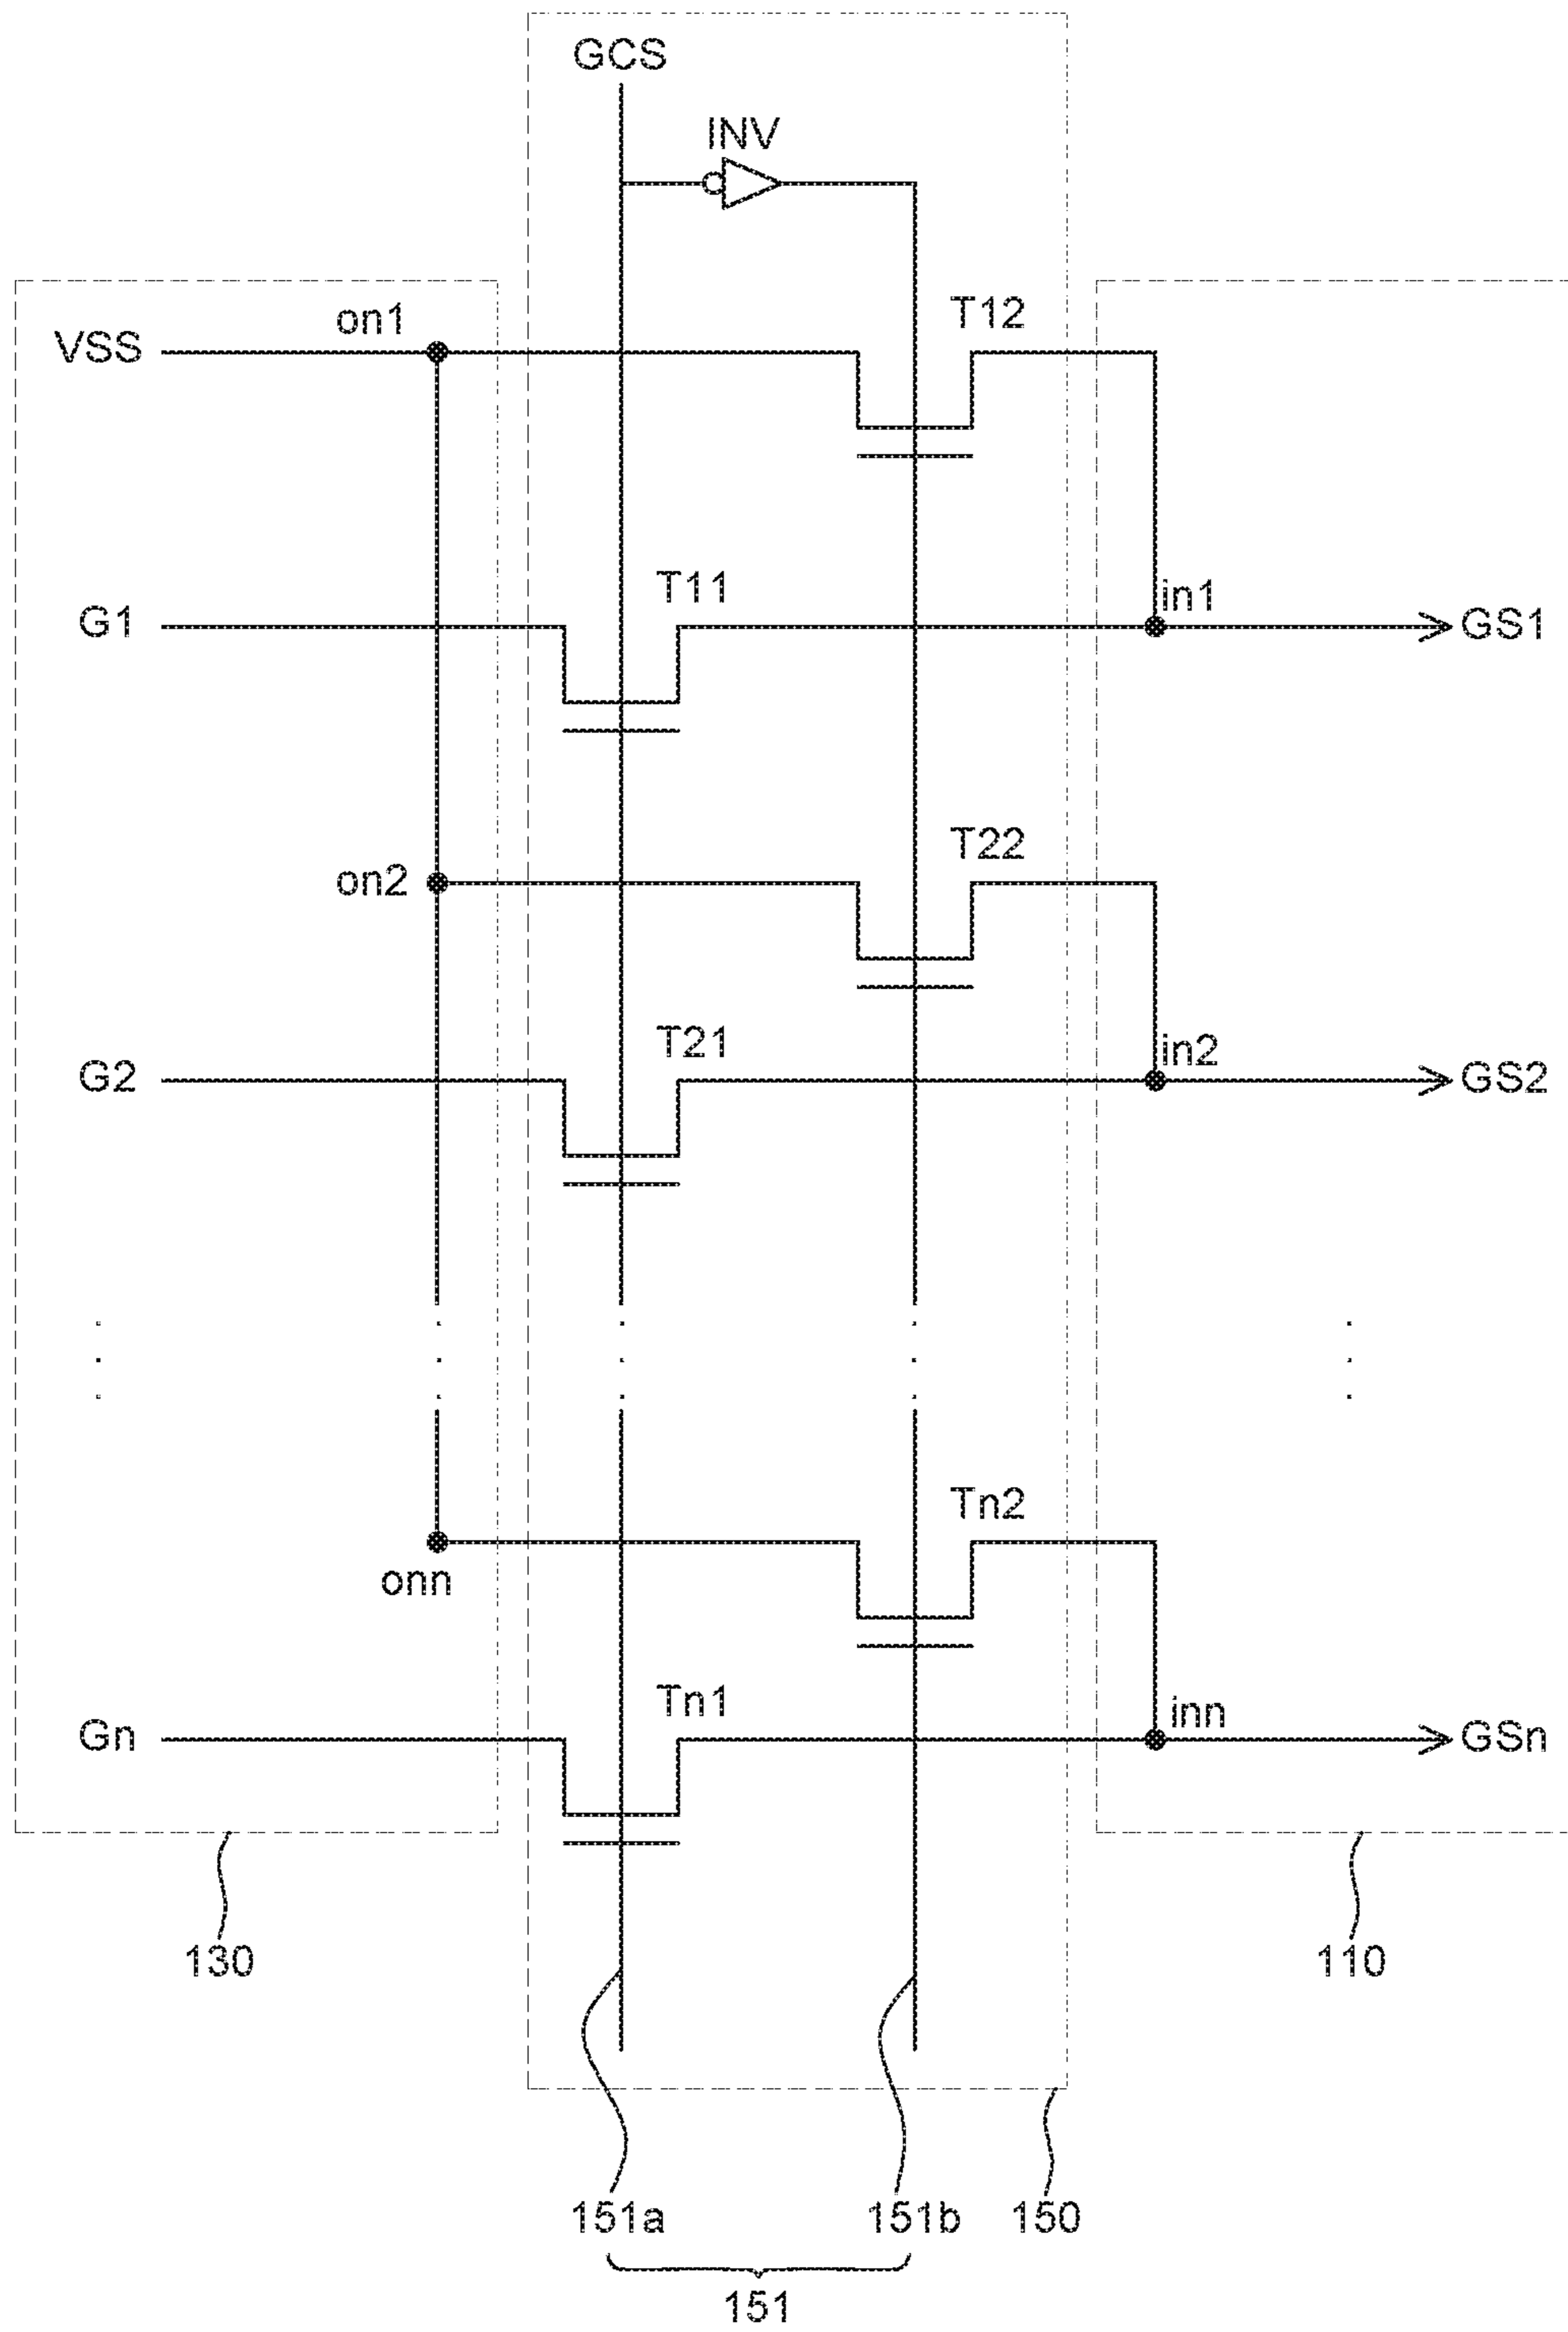 GCS
INV
on1
T12
VSS
T11
in1
G1
GS1
T22
on2
T21
in2
G2
GS2
Tn2
onn
Tn1
inn
Gn
GSn
130
110
151a
151b
150
151